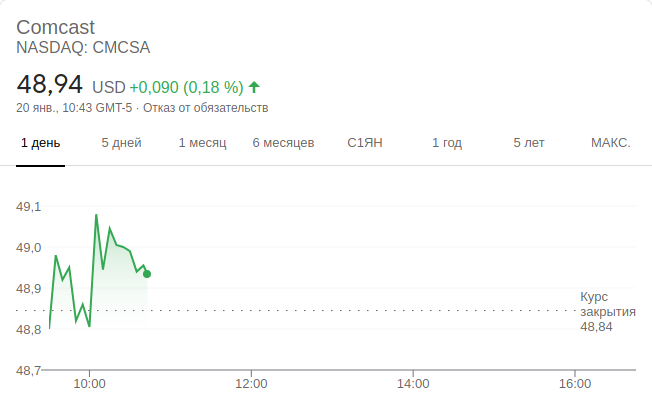 Comcast
NASDAQ: CMCSA
48,94 USD +0,090 (0,18 %)
20 янв., 10:43 GMT-5 · Отказ от обязательств
1 день 5 дней 1 месяц 6 месяцев С1ЯН 1 год 5 лет МАКС.
49,1
49,0
48,9
48,8
48,7
Курс
закрытия
48,84
10:00 12:00 14:00 16:00